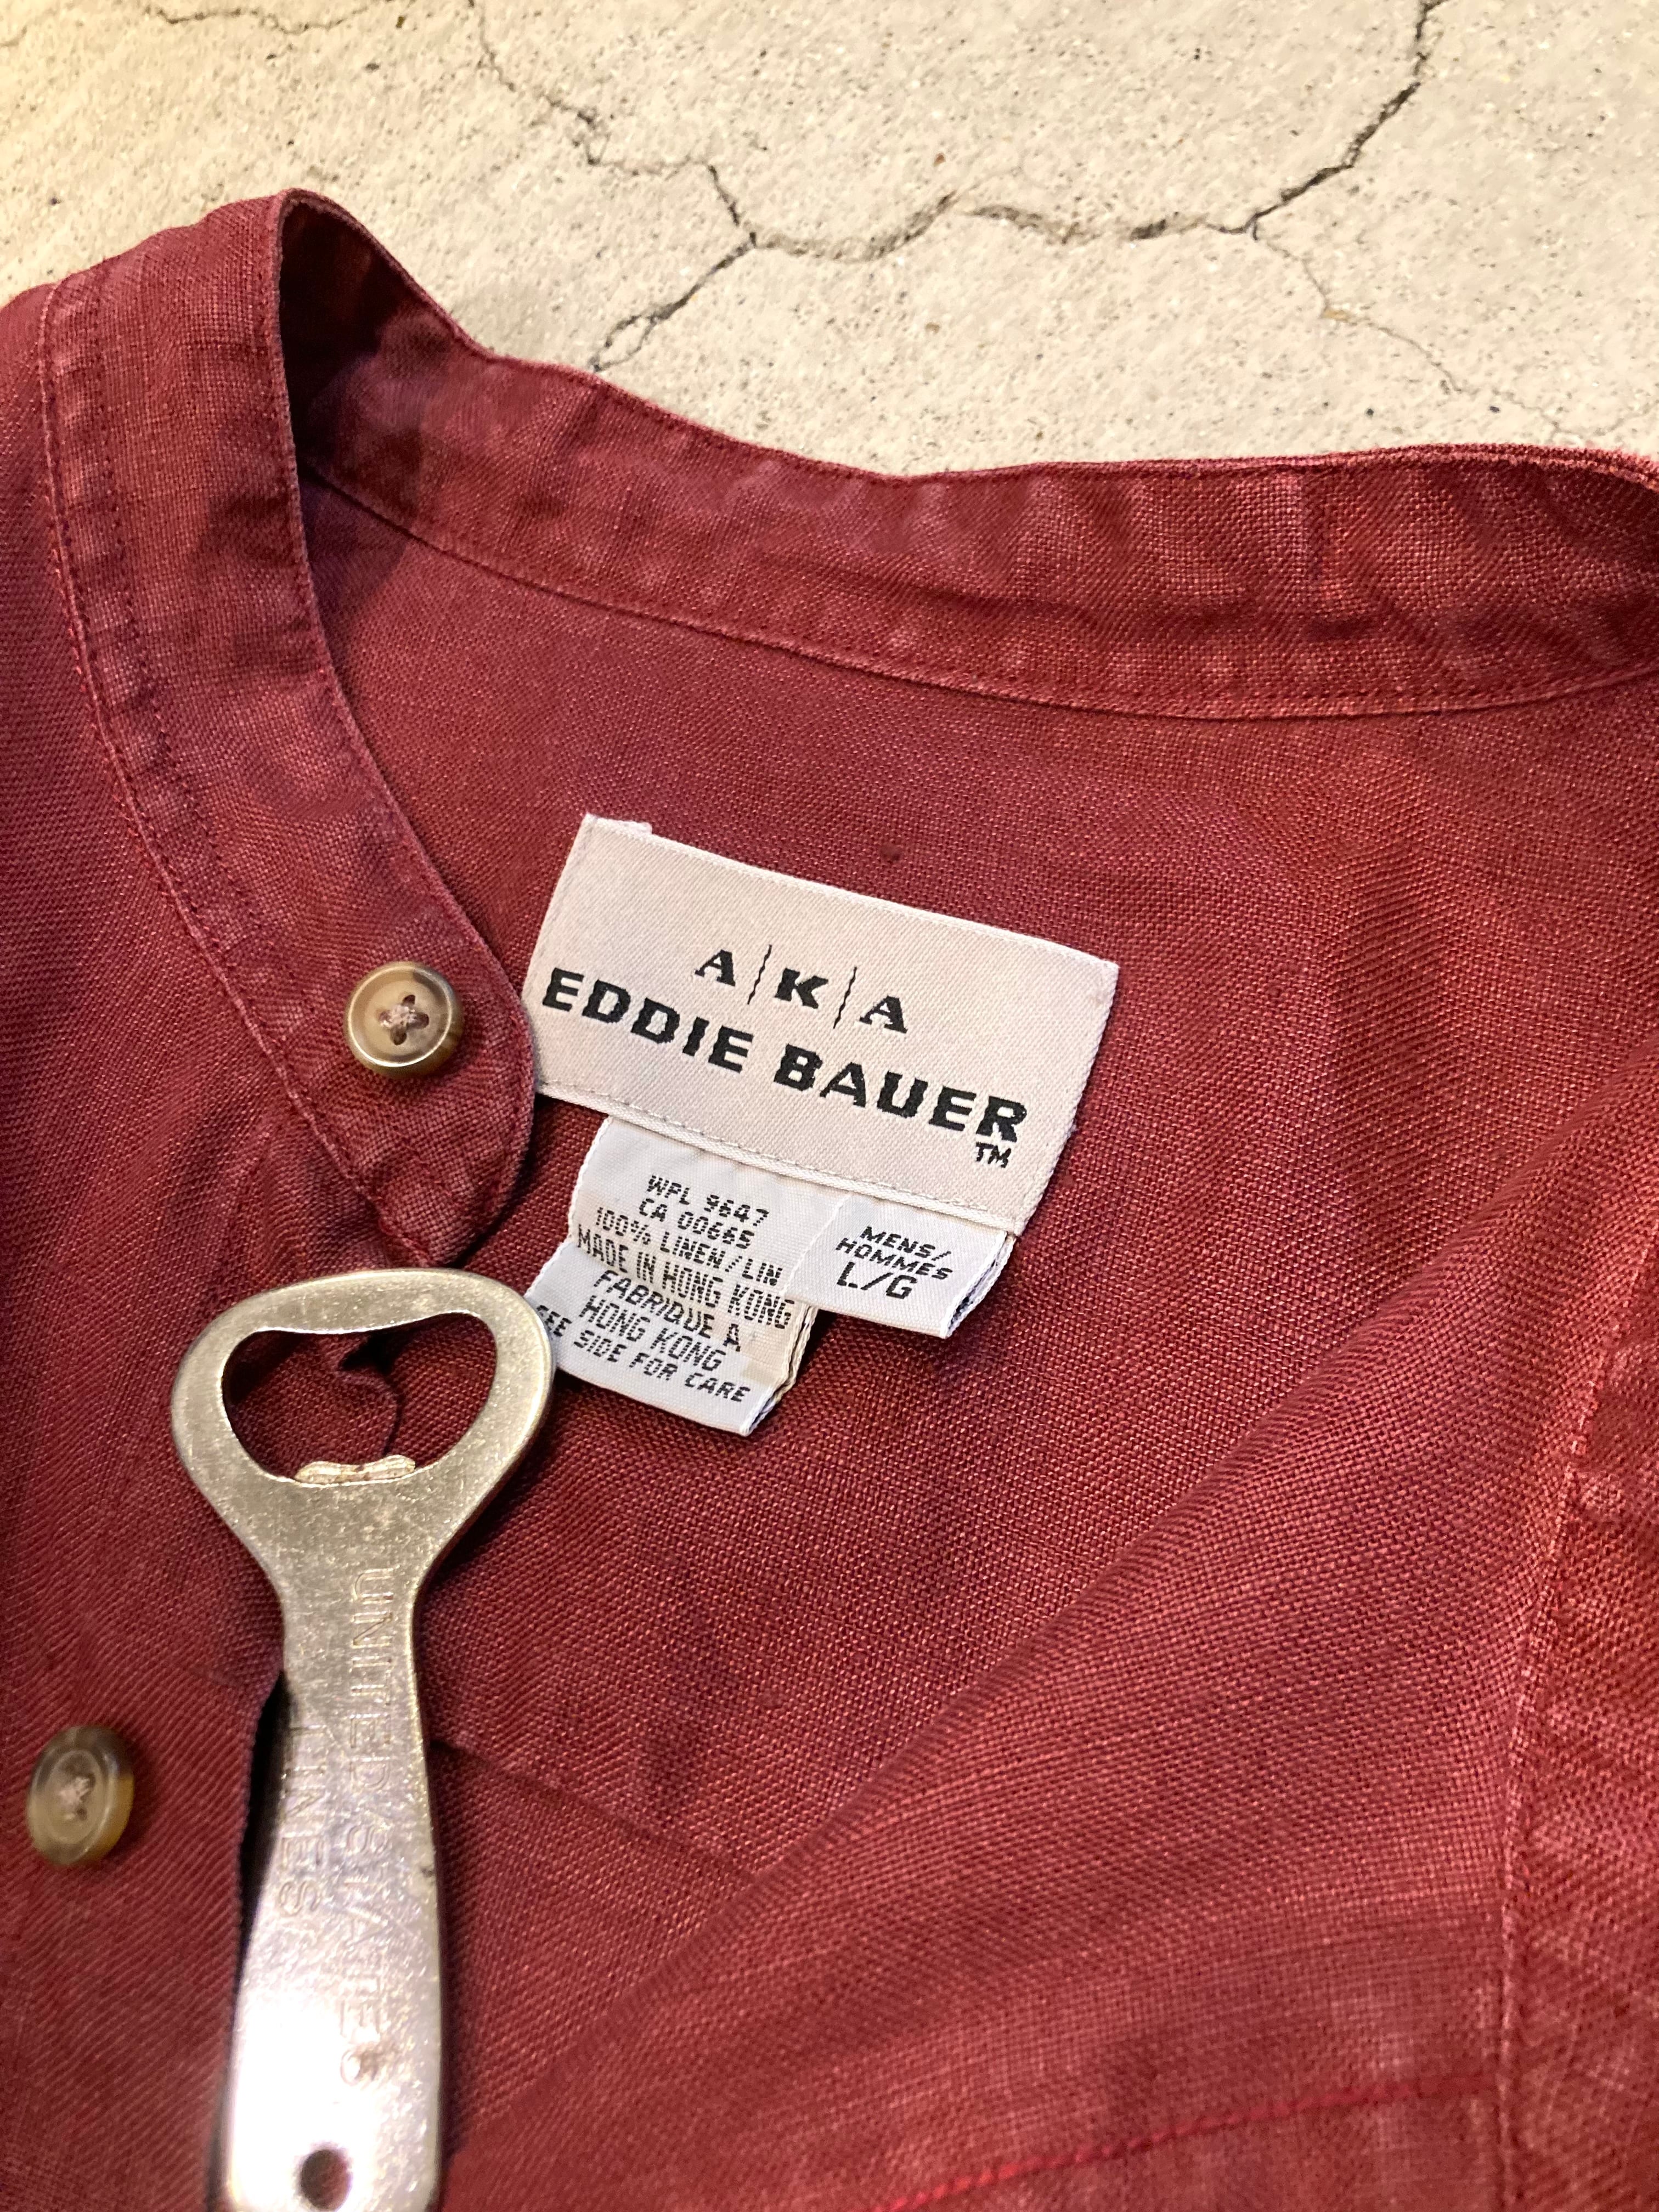 A|K|A
EDDIE BAUER
TM
WPL 9647
CA 00665
100% LINEN/LIN
MADE IN HONG KONG
FABRIQUE A
HONG KONG
SEE SIDE FOR CARE
MENS/
HOMMES
L/G
UNITED STATES
LINES